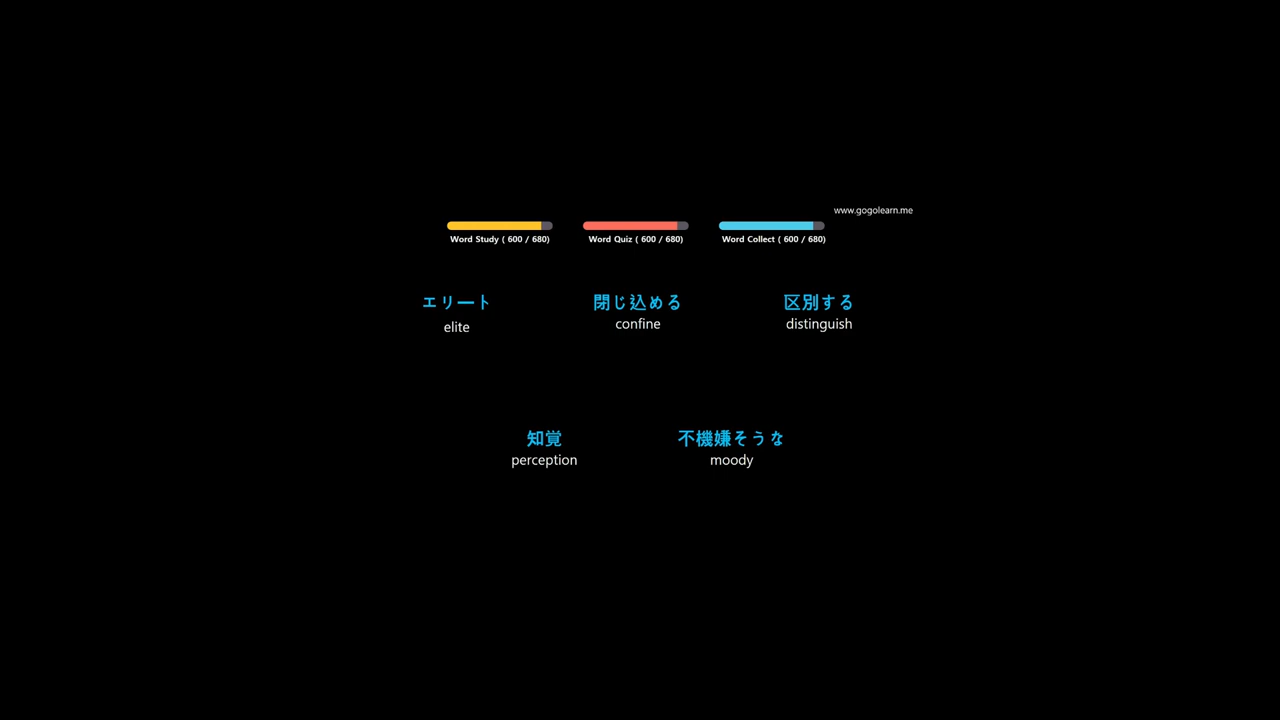 www.gogolearn.me
Word Study ( 600 / 680)
Word Quiz ( 600 / 680)
Word Collect ( 600 / 680)
エリート
elite
閉じ込める
confine
区別する
distinguish
知覚
perception
不機嫌そうな
moody